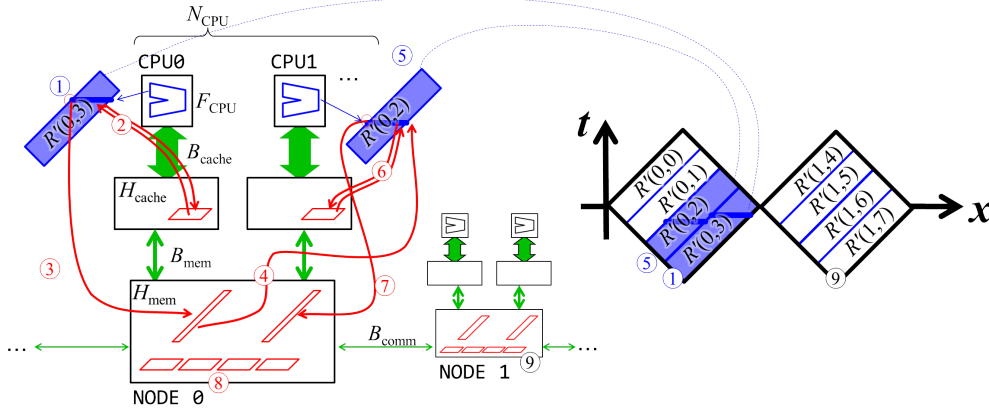 N_CPU
CPU0
CPU1
...
⑤
①
R'(0,3)
②
F_CPU
R'(0,2)
B_cache
⑥
H_cache
B_mem
③
④
⑦
H_mem
...
B_comm
...
⑧
⑨
NODE 0
NODE 1
t
x
R'(0,0)
R'(0,1)
R'(0,2)
R'(0,3)
R'(1,4)
R'(1,5)
R'(1,6)
R'(1,7)
⑤
①
⑨